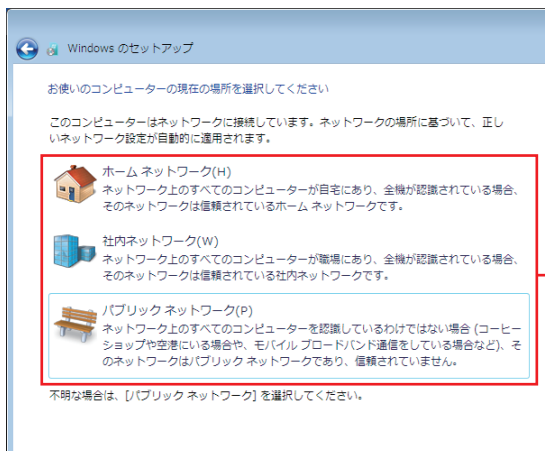 Windows のセットアップ
お使いのコンピューターの現在の場所を選択してください
このコンピューターはネットワークに接続しています。ネットワークの場所に基づいて、正し
いネットワーク設定が自動的に適用されます。
ホーム ネットワーク(H)
ネットワーク上のすべてのコンピューターが自宅にあり、全機が認識されている場合、
そのネットワークは信頼されているホーム ネットワークです。
社内ネットワーク(W)
ネットワーク上のすべてのコンピューターが職場にあり、全機が認識されている場合、
そのネットワークは信頼されている社内ネットワークです。
パブリック ネットワーク(P)
ネットワーク上のすべてのコンピューターを認識しているわけではない場合 (コーヒー
ショップや空港にいる場合や、モバイル ブロードバンド通信をしている場合など)、そ
のネットワークはパブリック ネットワークであり、信頼されていません。
不明な場合は、[パブリック ネットワーク] を選択してください。